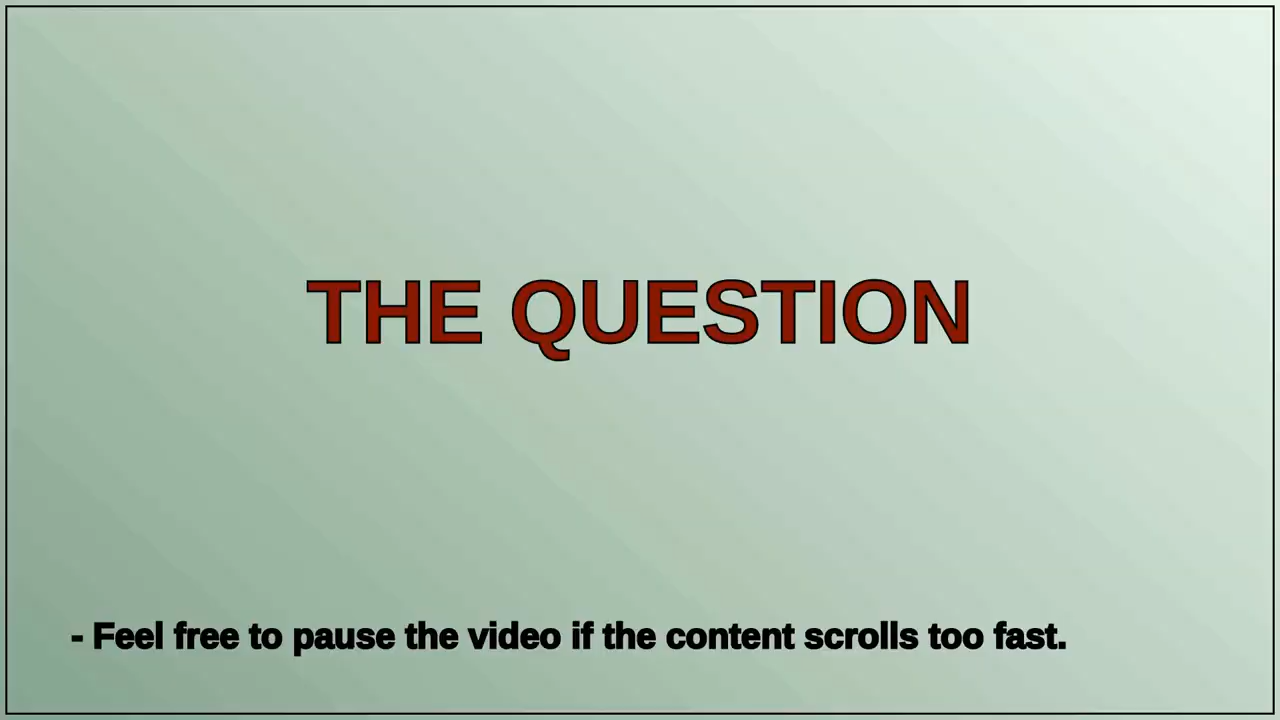 THE QUESTION
- Feel free to pause the video if the content scrolls too fast.